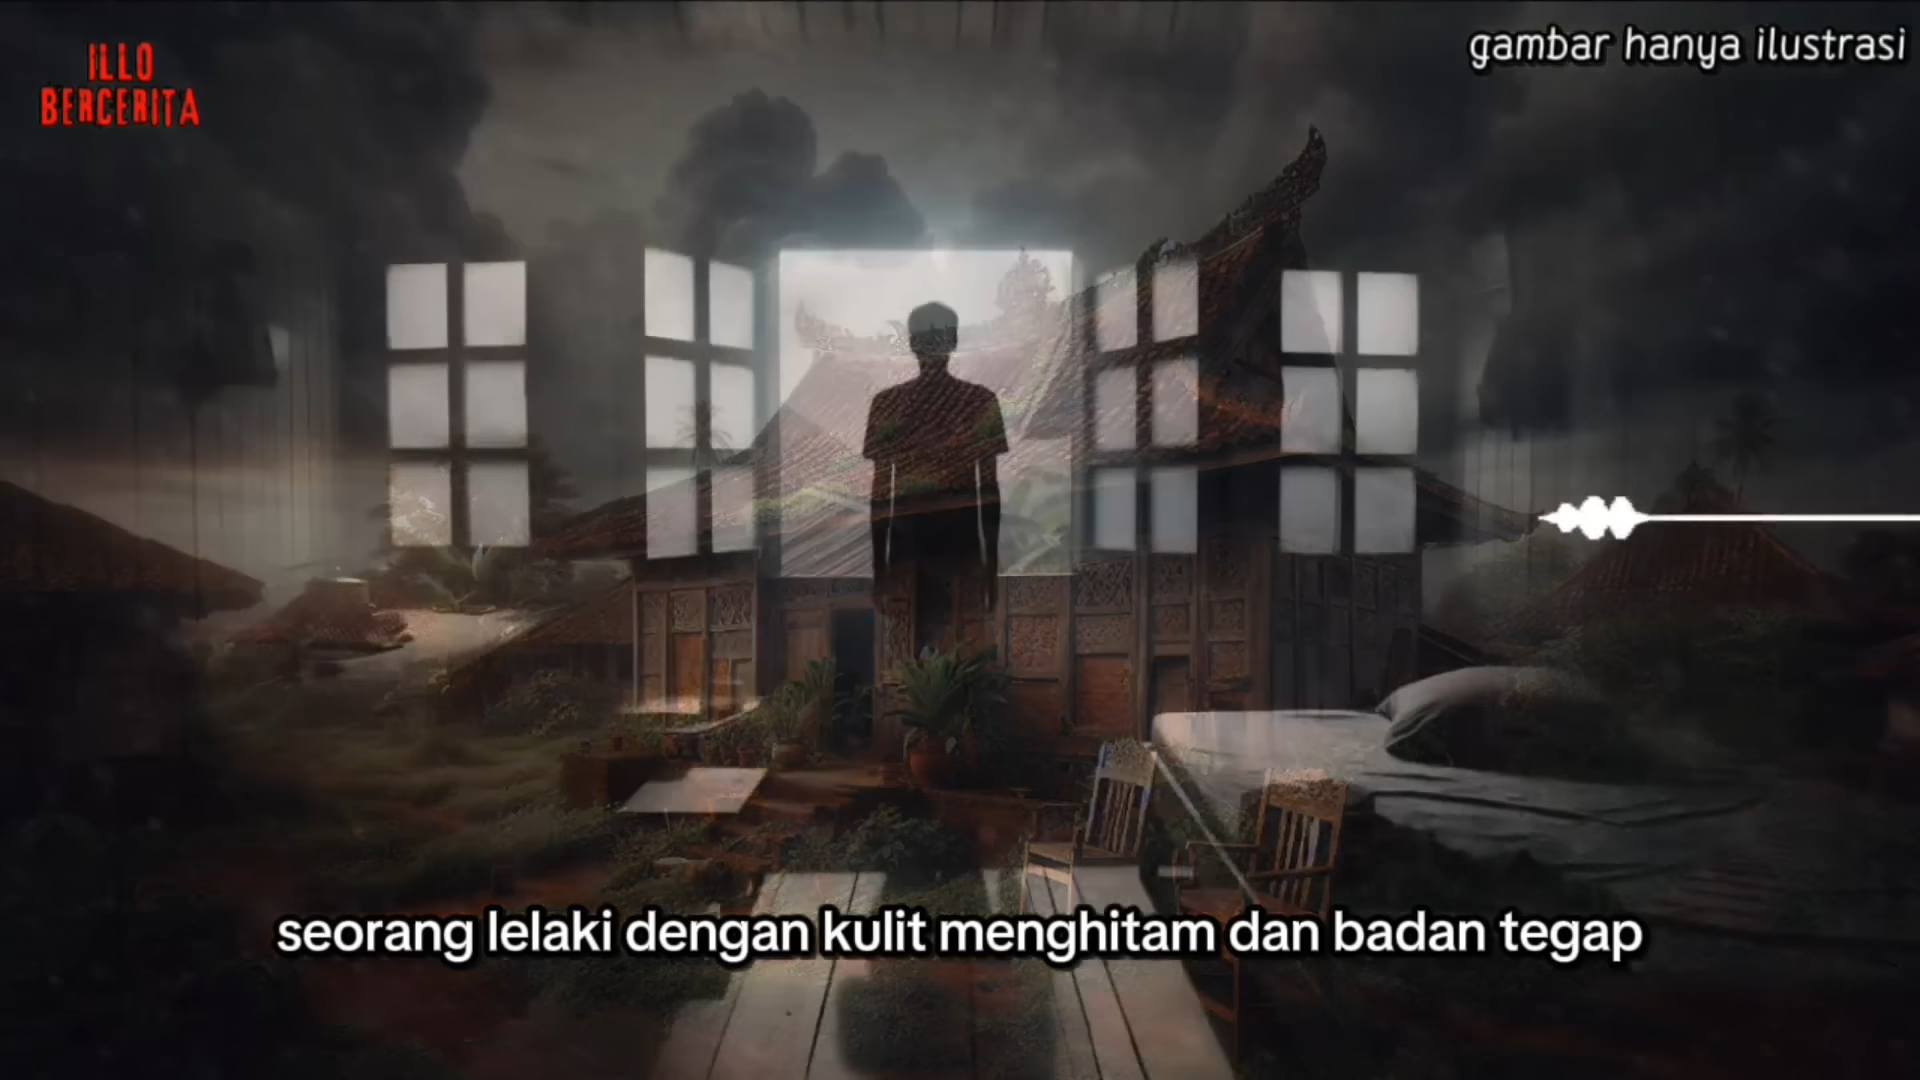 ILLO
BERCERITA
gambar hanya ilustrasi
seorang lelaki dengan kulit menghitam dan badan tegap